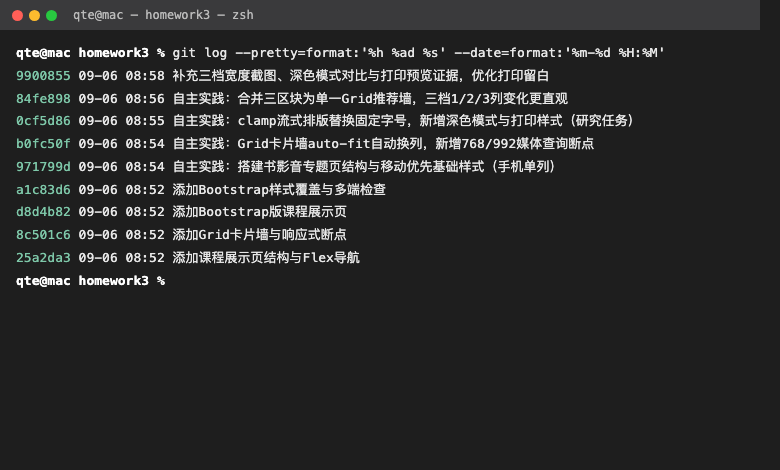 qte@mac — homework3 — zsh
qte@mac homework3 % git log --pretty=format:'%h %ad %s' --date=format:'%m-%d %H:%M'
9900855 09-06 08:58 补充三档宽度截图、深色模式对比与打印预览证据，优化打印留白
84fe898 09-06 08:56 自主实践：合并三区块为单一Grid推荐墙，三档1/2/3列变化更直观
0cf5d86 09-06 08:55 自主实践：clamp流式排版替换固定字号，新增深色模式与打印样式（研究任务）
b0fc50f 09-06 08:54 自主实践：Grid卡片墙auto-fit自动换列，新增768/992媒体查询断点
971799d 09-06 08:54 自主实践：搭建书影音专题页结构与移动优先基础样式（手机单列）
a1c83d6 09-06 08:52 添加Bootstrap样式覆盖与多端检查
d8d4b82 09-06 08:52 添加Bootstrap版课程展示页
8c501c6 09-06 08:52 添加Grid卡片墙与响应式断点
25a2da3 09-06 08:52 添加课程展示页结构与Flex导航
qte@mac homework3 %